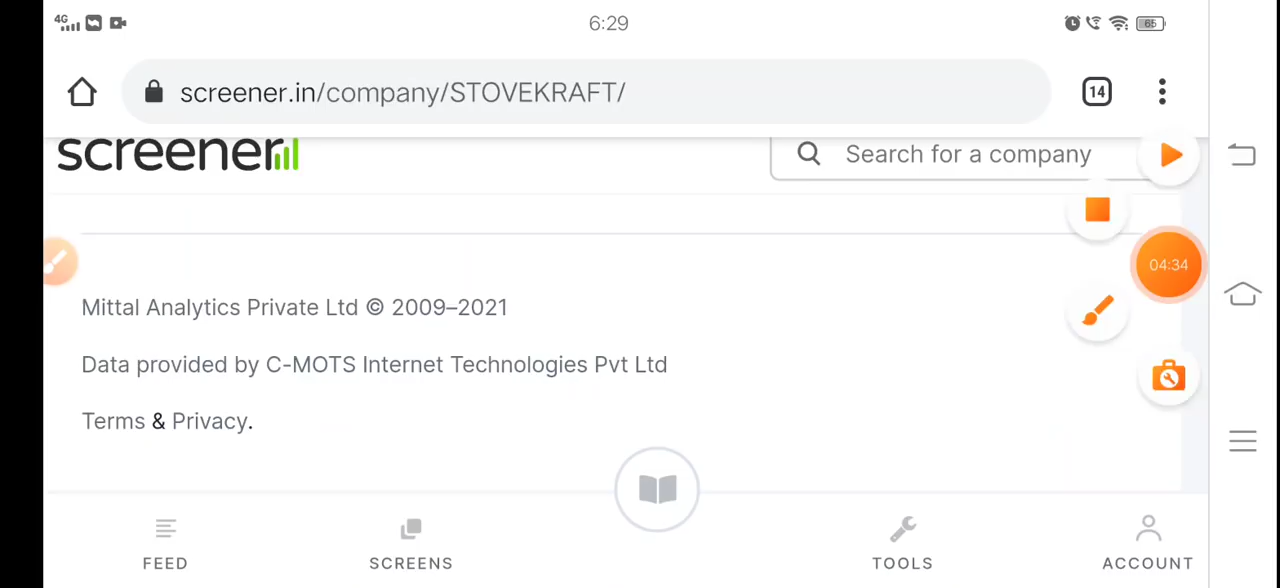 4G 6:29 65
screener.in/company/STOVEKRAFT/ 14
screener Search for a company
04:34
Mittal Analytics Private Ltd © 2009–2021
Data provided by C-MOTS Internet Technologies Pvt Ltd
Terms & Privacy.
FEED SCREENS TOOLS ACCOUNT